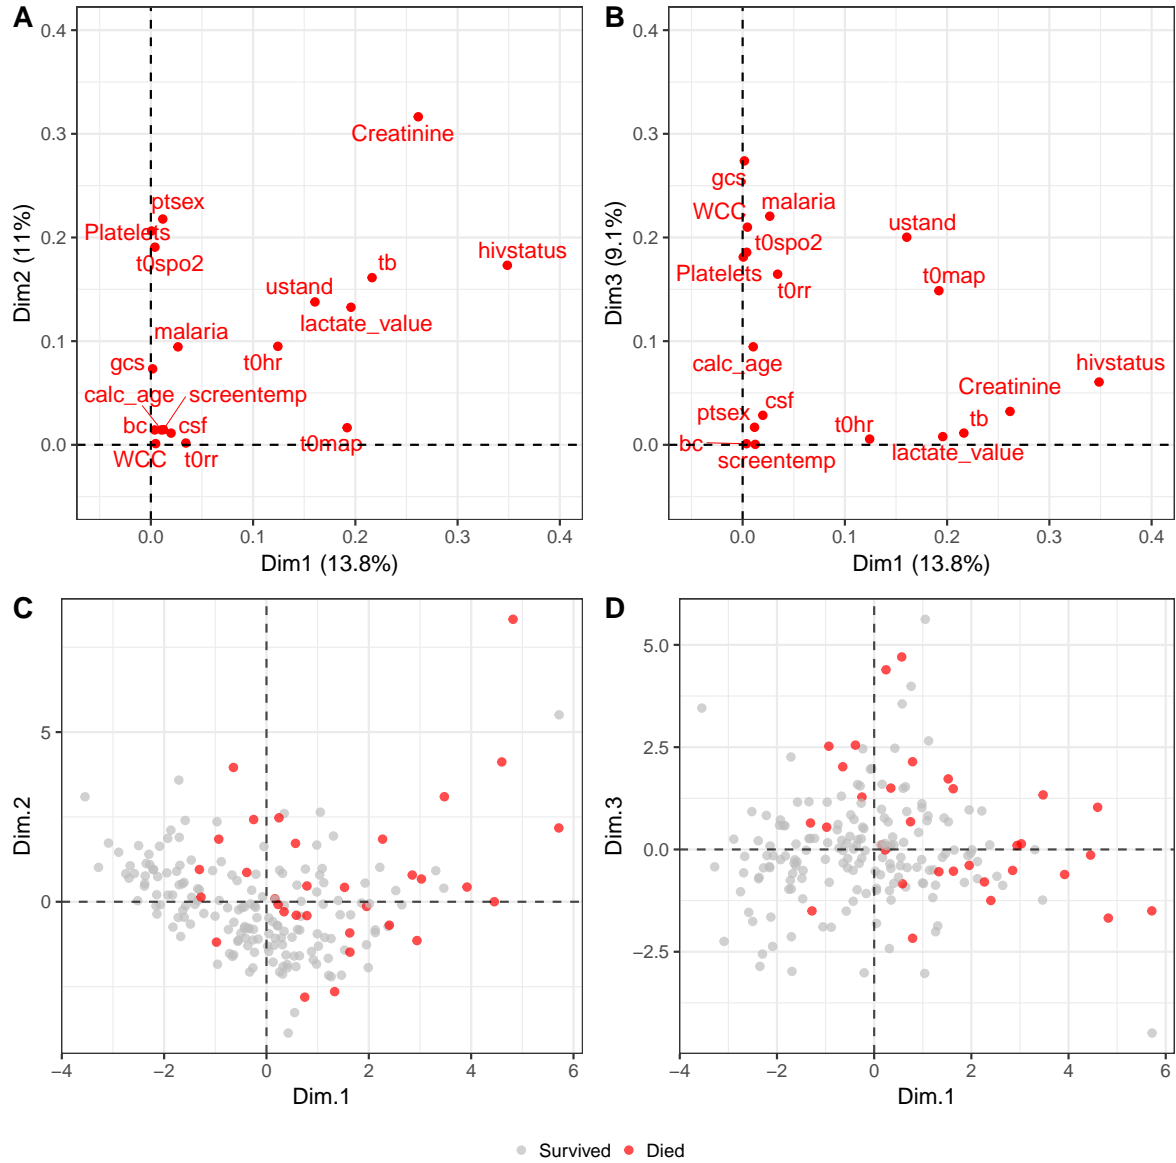 A
0.4
0.3
0.2
0.1
0.0
Dim2 (11%)
Creatinine
ptsex
Platelets
t0spo2
hivstatus
tb
ustand
lactate_value
malaria
t0hr
gcs
calc_age
screentemp
bc
csf
WCC
t0rr
t0map
0.0
0.1
0.2
0.3
0.4
Dim1 (13.8%)
B
0.4
0.3
0.2
0.1
0.0
Dim3 (9.1%)
gcs
WCC
malaria
t0spo2
ustand
Platelets
t0rr
t0map
calc_age
hivstatus
Creatinine
ptsex
csf
t0hr
tb
bc
screentemp
lactate_value
0.0
0.1
0.2
0.3
0.4
Dim1 (13.8%)
C
5
0
Dim.2
−4
−2
0
2
4
6
Dim.1
D
5.0
2.5
0.0
−2.5
Dim.3
−4
−2
0
2
4
6
Dim.1
Survived
Died